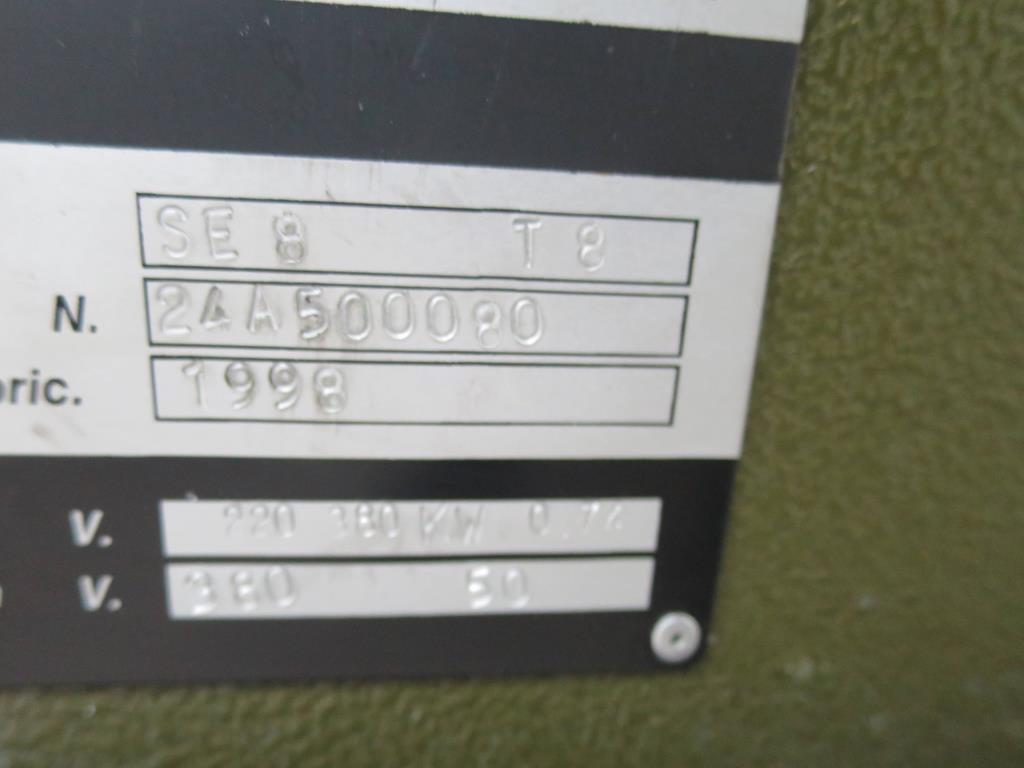 SE 8 T 8
N. 24A500080
bric. 1998
V. 220 380 KW 0.74
V. 380 50